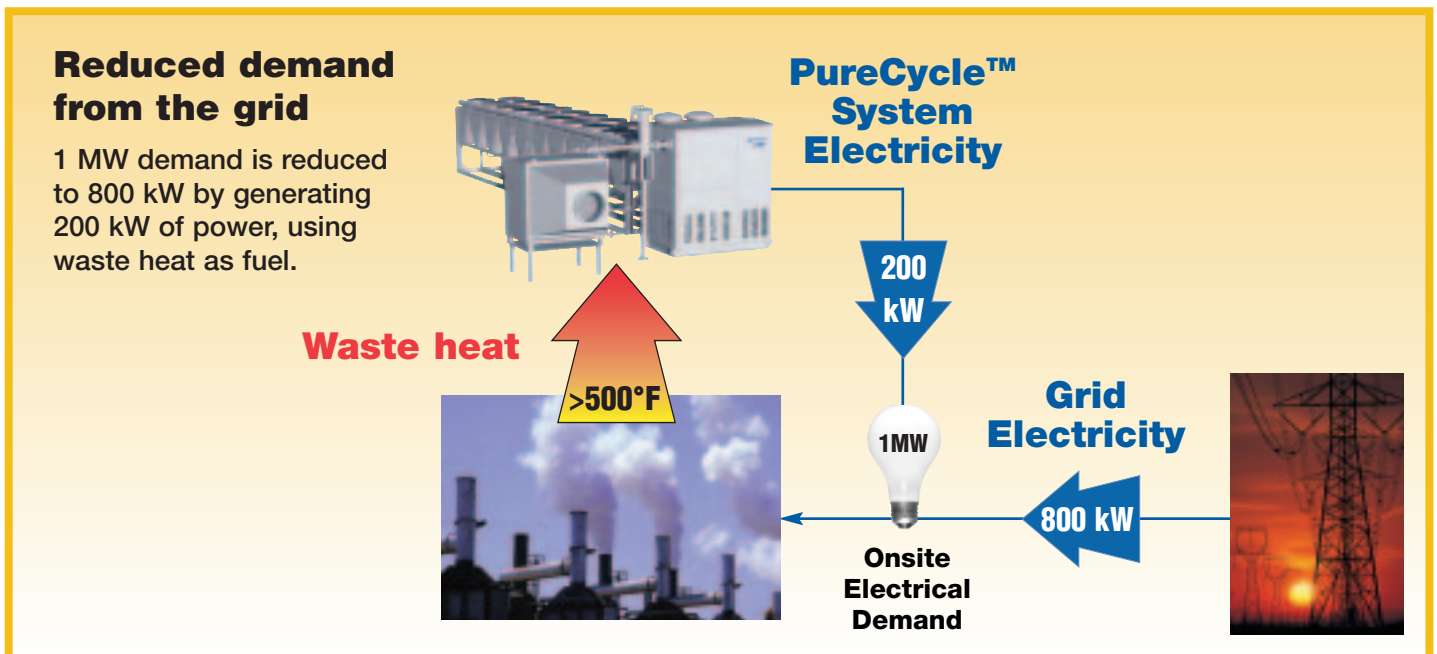 Reduced demand
from the grid
1 MW demand is reduced
to 800 kW by generating
200 kW of power, using
waste heat as fuel.
PureCycle™
System
Electricity
200
kW
Waste heat
>500°F
1MW
Grid
Electricity
800 kW
Onsite
Electrical
Demand